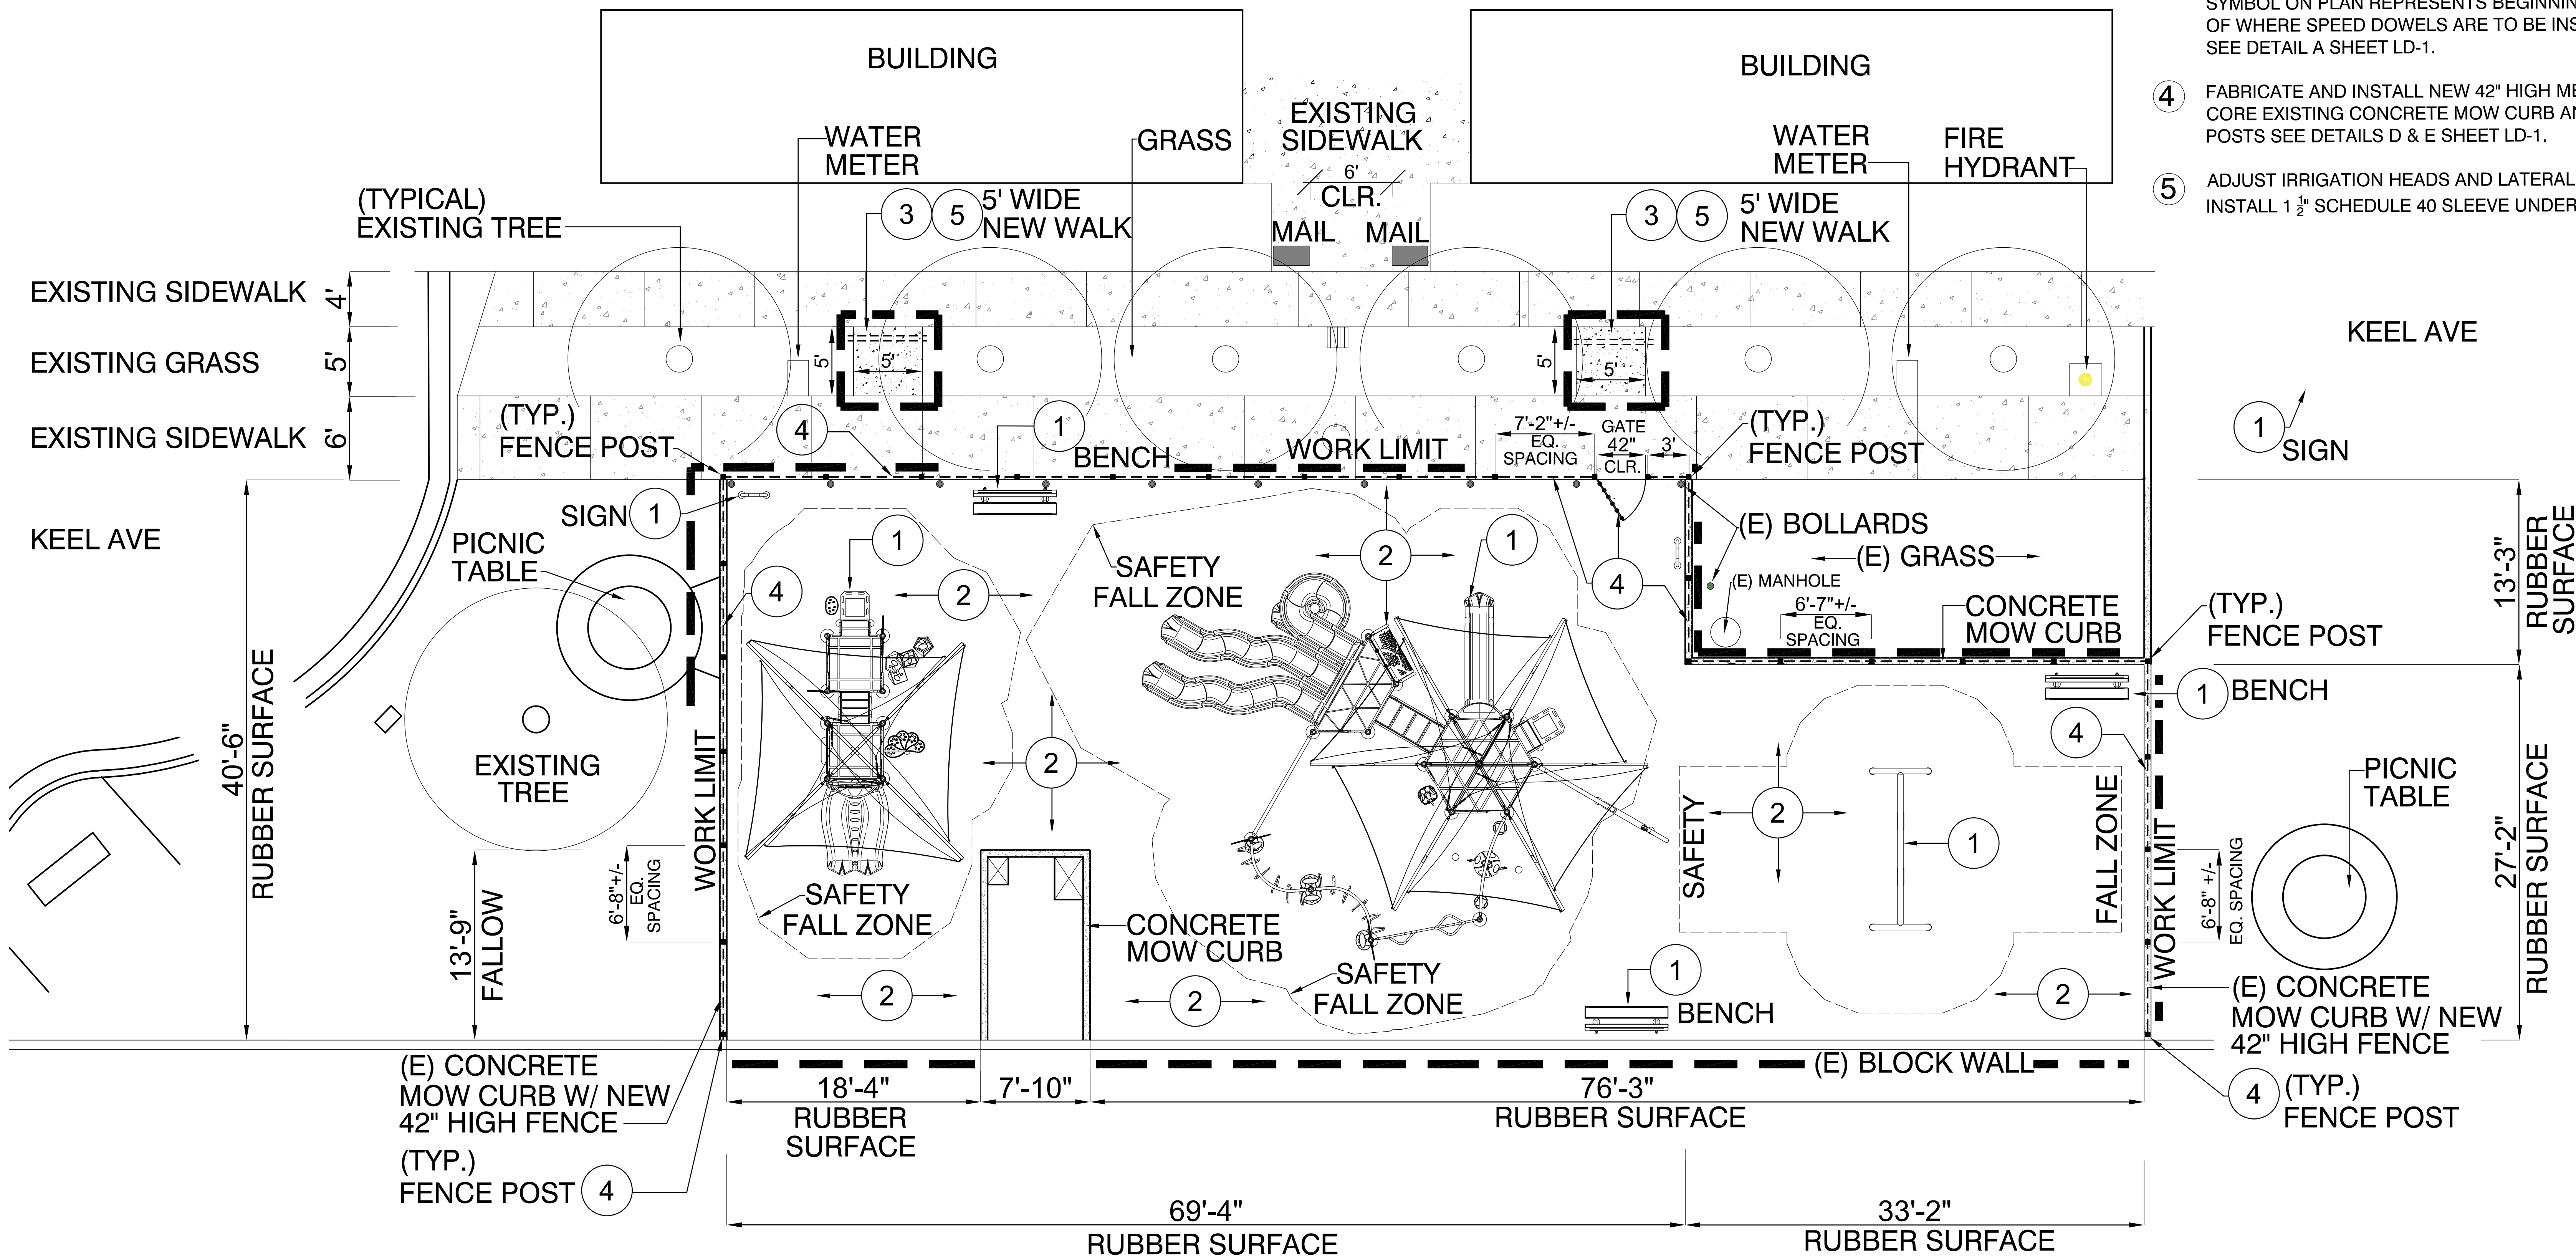 SYMBOL ON PLAN REPRESENTS BEGINNIN
OF WHERE SPEED DOWELS ARE TO BE INS
SEE DETAIL A SHEET LD-1.
4 FABRICATE AND INSTALL NEW 42" HIGH ME
CORE EXISTING CONCRETE MOW CURB AN
POSTS SEE DETAILS D & E SHEET LD-1.
5 ADJUST IRRIGATION HEADS AND LATERAL
INSTALL 1 1/2" SCHEDULE 40 SLEEVE UNDER
BUILDING
BUILDING
EXISTING
SIDEWALK
6'
CLR.
MAIL
MAIL
WATER
METER
GRASS
WATER
METER
FIRE
HYDRANT
(TYPICAL)
EXISTING TREE
3 5 5' WIDE
NEW WALK
3 5 5' WIDE
NEW WALK
EXISTING SIDEWALK 4'
EXISTING GRASS 5'
EXISTING SIDEWALK 6'
5'
5'
5'
5'
KEEL AVE
1
SIGN
(TYP.)
FENCE POST
4
1
BENCH
WORK LIMIT
7'-2"+/-
EQ.
SPACING
GATE
42"
CLR.
3'
(TYP.)
FENCE POST
KEEL AVE
SIGN 1
PICNIC
TABLE
1
4
2
SAFETY
FALL ZONE
2
1
4
(E) BOLLARDS
(E) GRASS
(E) MANHOLE
6'-7"+/-
EQ.
SPACING
CONCRETE
MOW CURB
(TYP.)
FENCE POST
13'-3"
RUBBER
SURFACE
1 BENCH
4
40'-6"
RUBBER SURFACE
EXISTING
TREE
WORK LIMIT
2
SAFETY
2
1
FALL ZONE
WORK LIMIT
PICNIC
TABLE
27'-2"
RUBBER SURFACE
13'-9"
FALLOW
6'-8"+/-
EQ.
SPACING
SAFETY
FALL ZONE
CONCRETE
MOW CURB
6'-8" +/-
EQ. SPACING
2
2
SAFETY
FALL ZONE
1
BENCH
2
(E) CONCRETE
MOW CURB W/ NEW
42" HIGH FENCE
(E) CONCRETE
MOW CURB W/ NEW
42" HIGH FENCE
(E) BLOCK WALL
18'-4"
RUBBER
SURFACE
7'-10"
76'-3"
RUBBER SURFACE
4 (TYP.)
FENCE POST
(TYP.)
FENCE POST 4
69'-4"
RUBBER SURFACE
33'-2"
RUBBER SURFACE